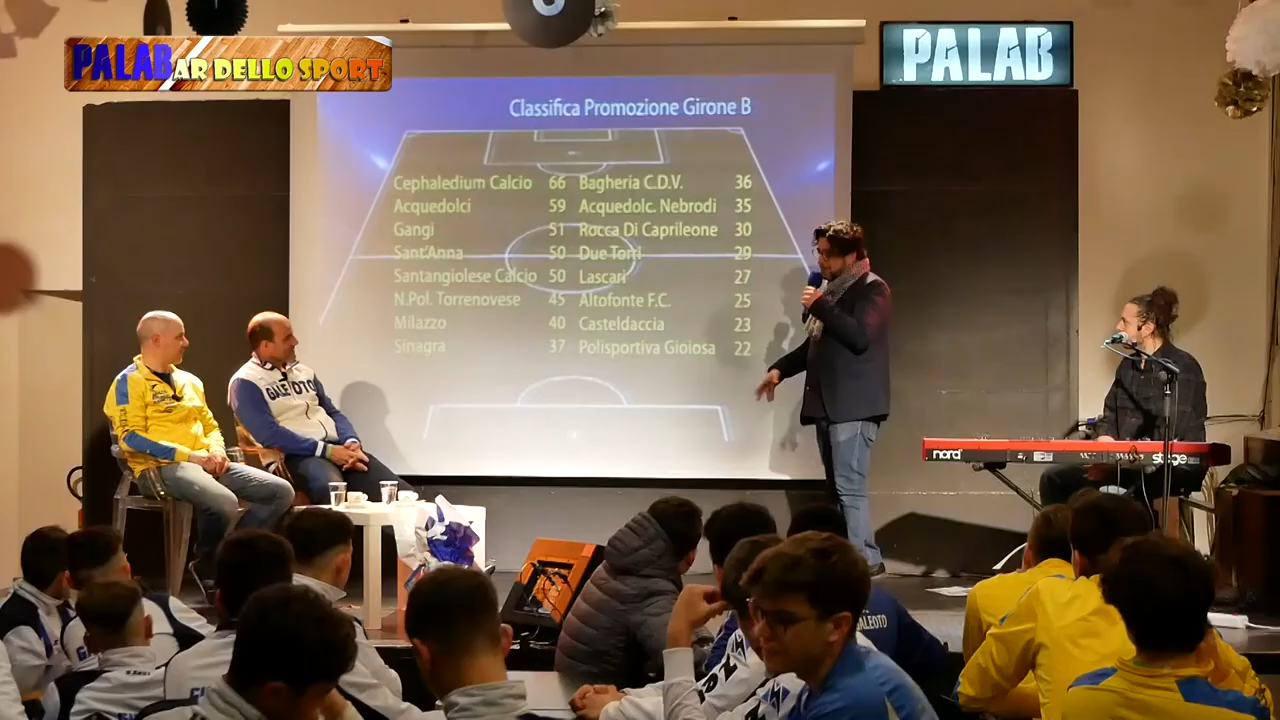 PALABAR DELLO SPORT
PALAB
Classifica Promozione Girone B
Cephaledium Calcio 66 Bagheria C.D.V. 36
Acquedolci 59 Acquedolc. Nebrodi 35
Gangi 51 Rocca Di Caprileone 30
Sant'Anna 50 Due Torri 29
Santangiolese Calcio 50 Lascari 27
N.Pol. Torrenovese 45 Altofonte F.C. 25
Milazzo 40 Casteldaccia 23
Sinagra 37 Polisportiva Gioiosa 22
GALEOTO
nord stage
GALEOTO